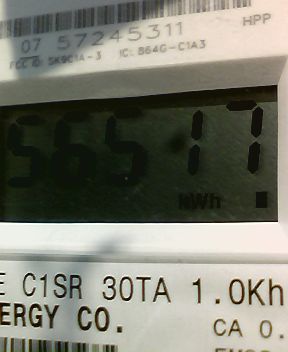 07 57245311 HPP
FCC ID: SK9C1A-3 IC: 864G-C1A3
56517
kWh
E C1SR 30TA 1.0Kh
ERGY CO. CA 0.